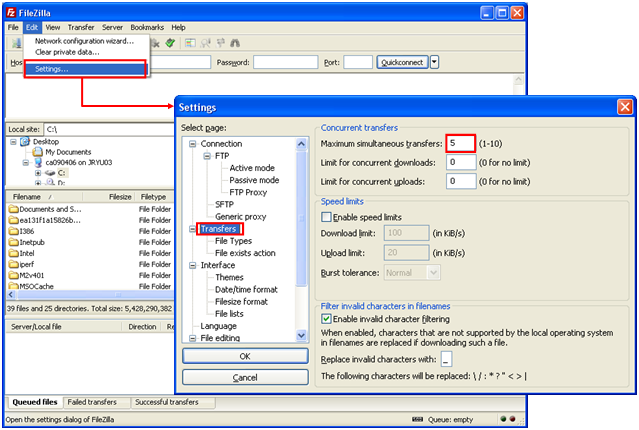 FileZilla
File Edit View Transfer Server Bookmarks Help
Network configuration wizard...
Clear private data...
Settings...
Hos Password: Port: Quickconnect
Local site: C:\
Desktop
My Documents
ca090406 on JRYU03
C:
D:
Filename / Filesize Filetype
Documents and S... File Folder
ea131f1a15826b... File Folder
I386 File Folder
Inetpub File Folder
Intel File Folder
iperf File Folder
M2v401 File Folder
MSOCache File Folder
39 files and 25 directories. Total size: 5,428,290,382
Server/Local file Direction Re
Queued files Failed transfers Successful transfers
Open the settings dialog of FileZilla Queue: empty
Settings
Select page:
Connection
FTP
Active mode
Passive mode
FTP Proxy
SFTP
Generic proxy
Transfers
File Types
File exists action
Interface
Themes
Date/time format
Filesize format
File lists
Language
File editing
OK
Cancel
Concurrent transfers
Maximum simultaneous transfers: 5 (1-10)
Limit for concurrent downloads: 0 (0 for no limit)
Limit for concurrent uploads: 0 (0 for no limit)
Speed limits
Enable speed limits
Download limit: 100 (in KiB/s)
Upload limit: 20 (in KiB/s)
Burst tolerance: Normal
Filter invalid characters in filenames
Enable invalid character filtering
When enabled, characters that are not supported by the local operating system
in filenames are replaced if downloading such a file.
Replace invalid characters with: _
The following characters will be replaced: \ / : * ? " < > |